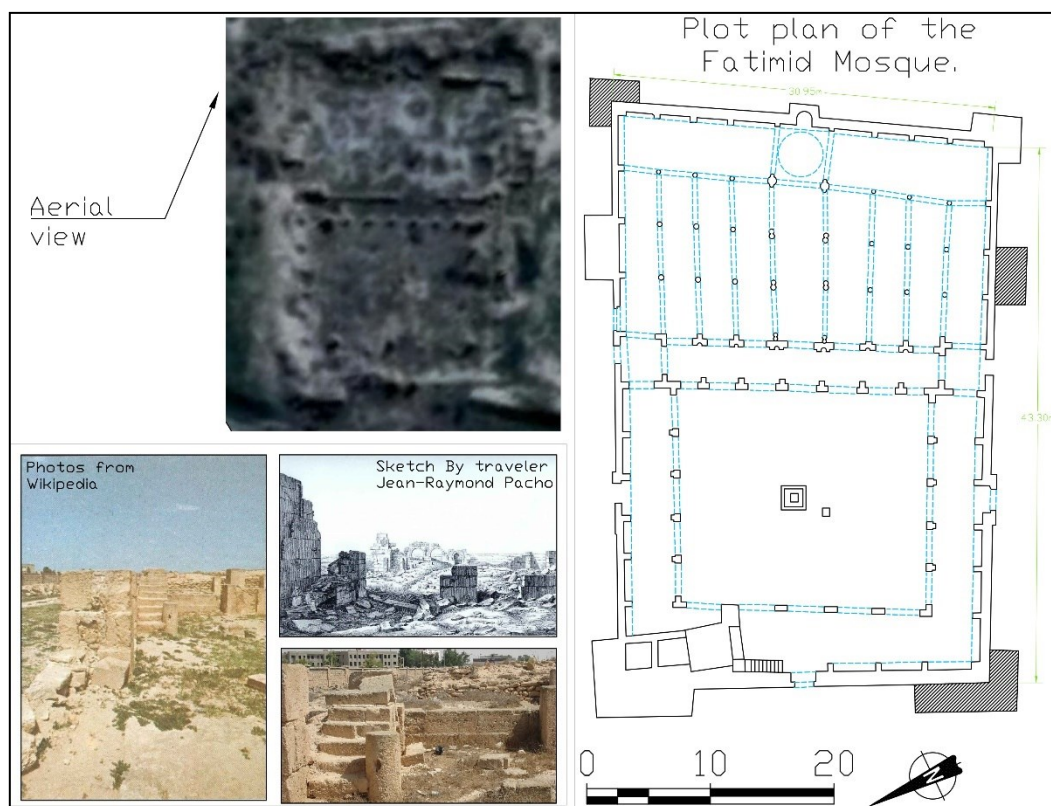 Plot plan of the
Fatimid Mosque.
30.95m
Aerial
view
43.30m
Photos from
Wikipedia
Sketch By traveler
Jean-Raymond Pacho
0 10 20
N